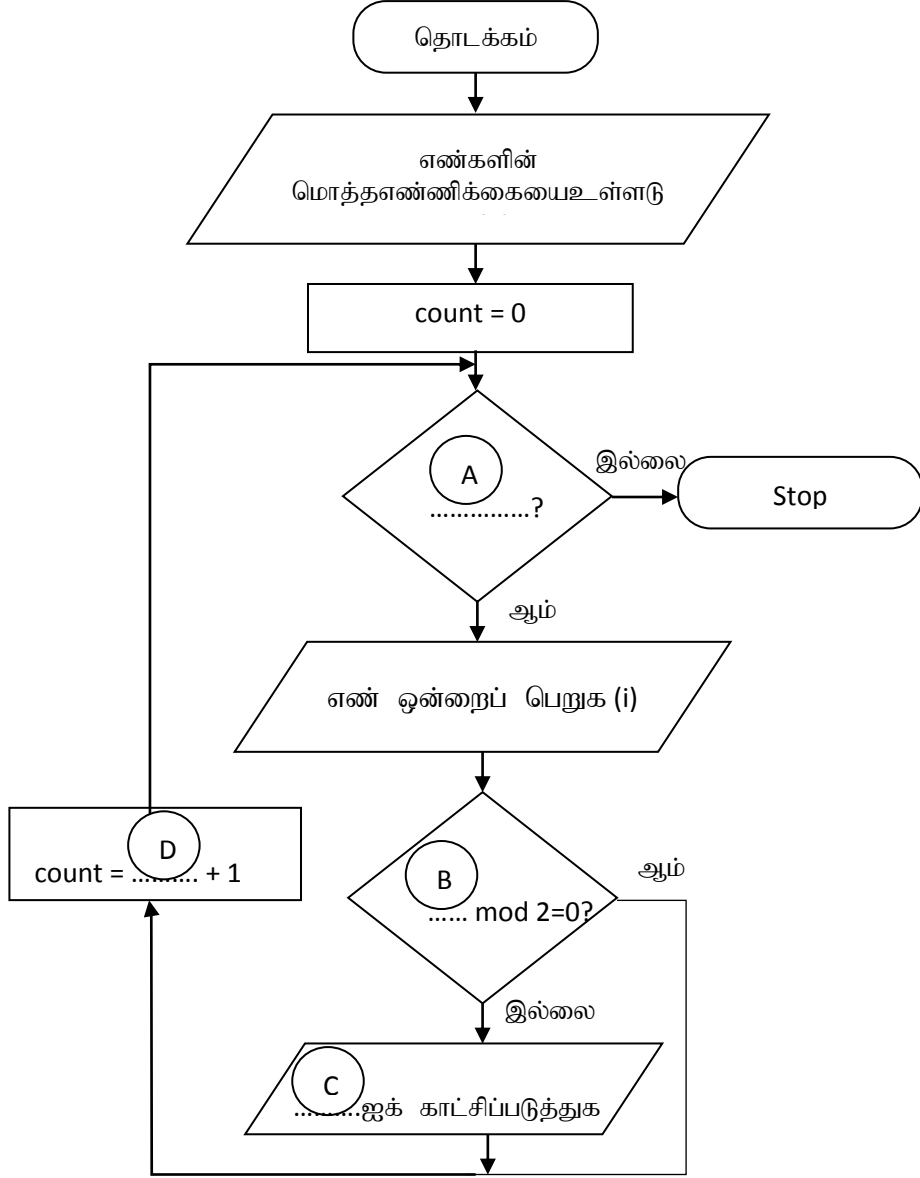 தொடக்கம்
எண்களின்
மொத்தஎண்ணிக்கையைஉள்ளடு
count = 0
A
...............?
இல்லை
Stop
ஆம்
எண் ஒன்றைப் பெறுக (i)
D
count = .......... + 1
B
...... mod 2=0?
ஆம்
இல்லை
C
..........ஐக் காட்சிப்படுத்துக